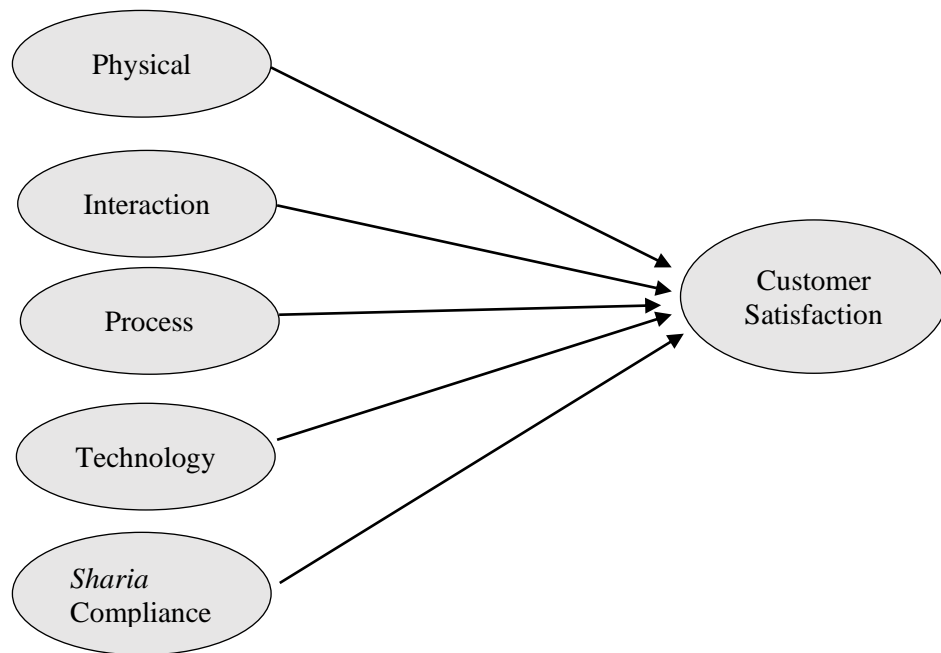 Physical
Interaction
Process
Technology
Sharia
Compliance
Customer
Satisfaction